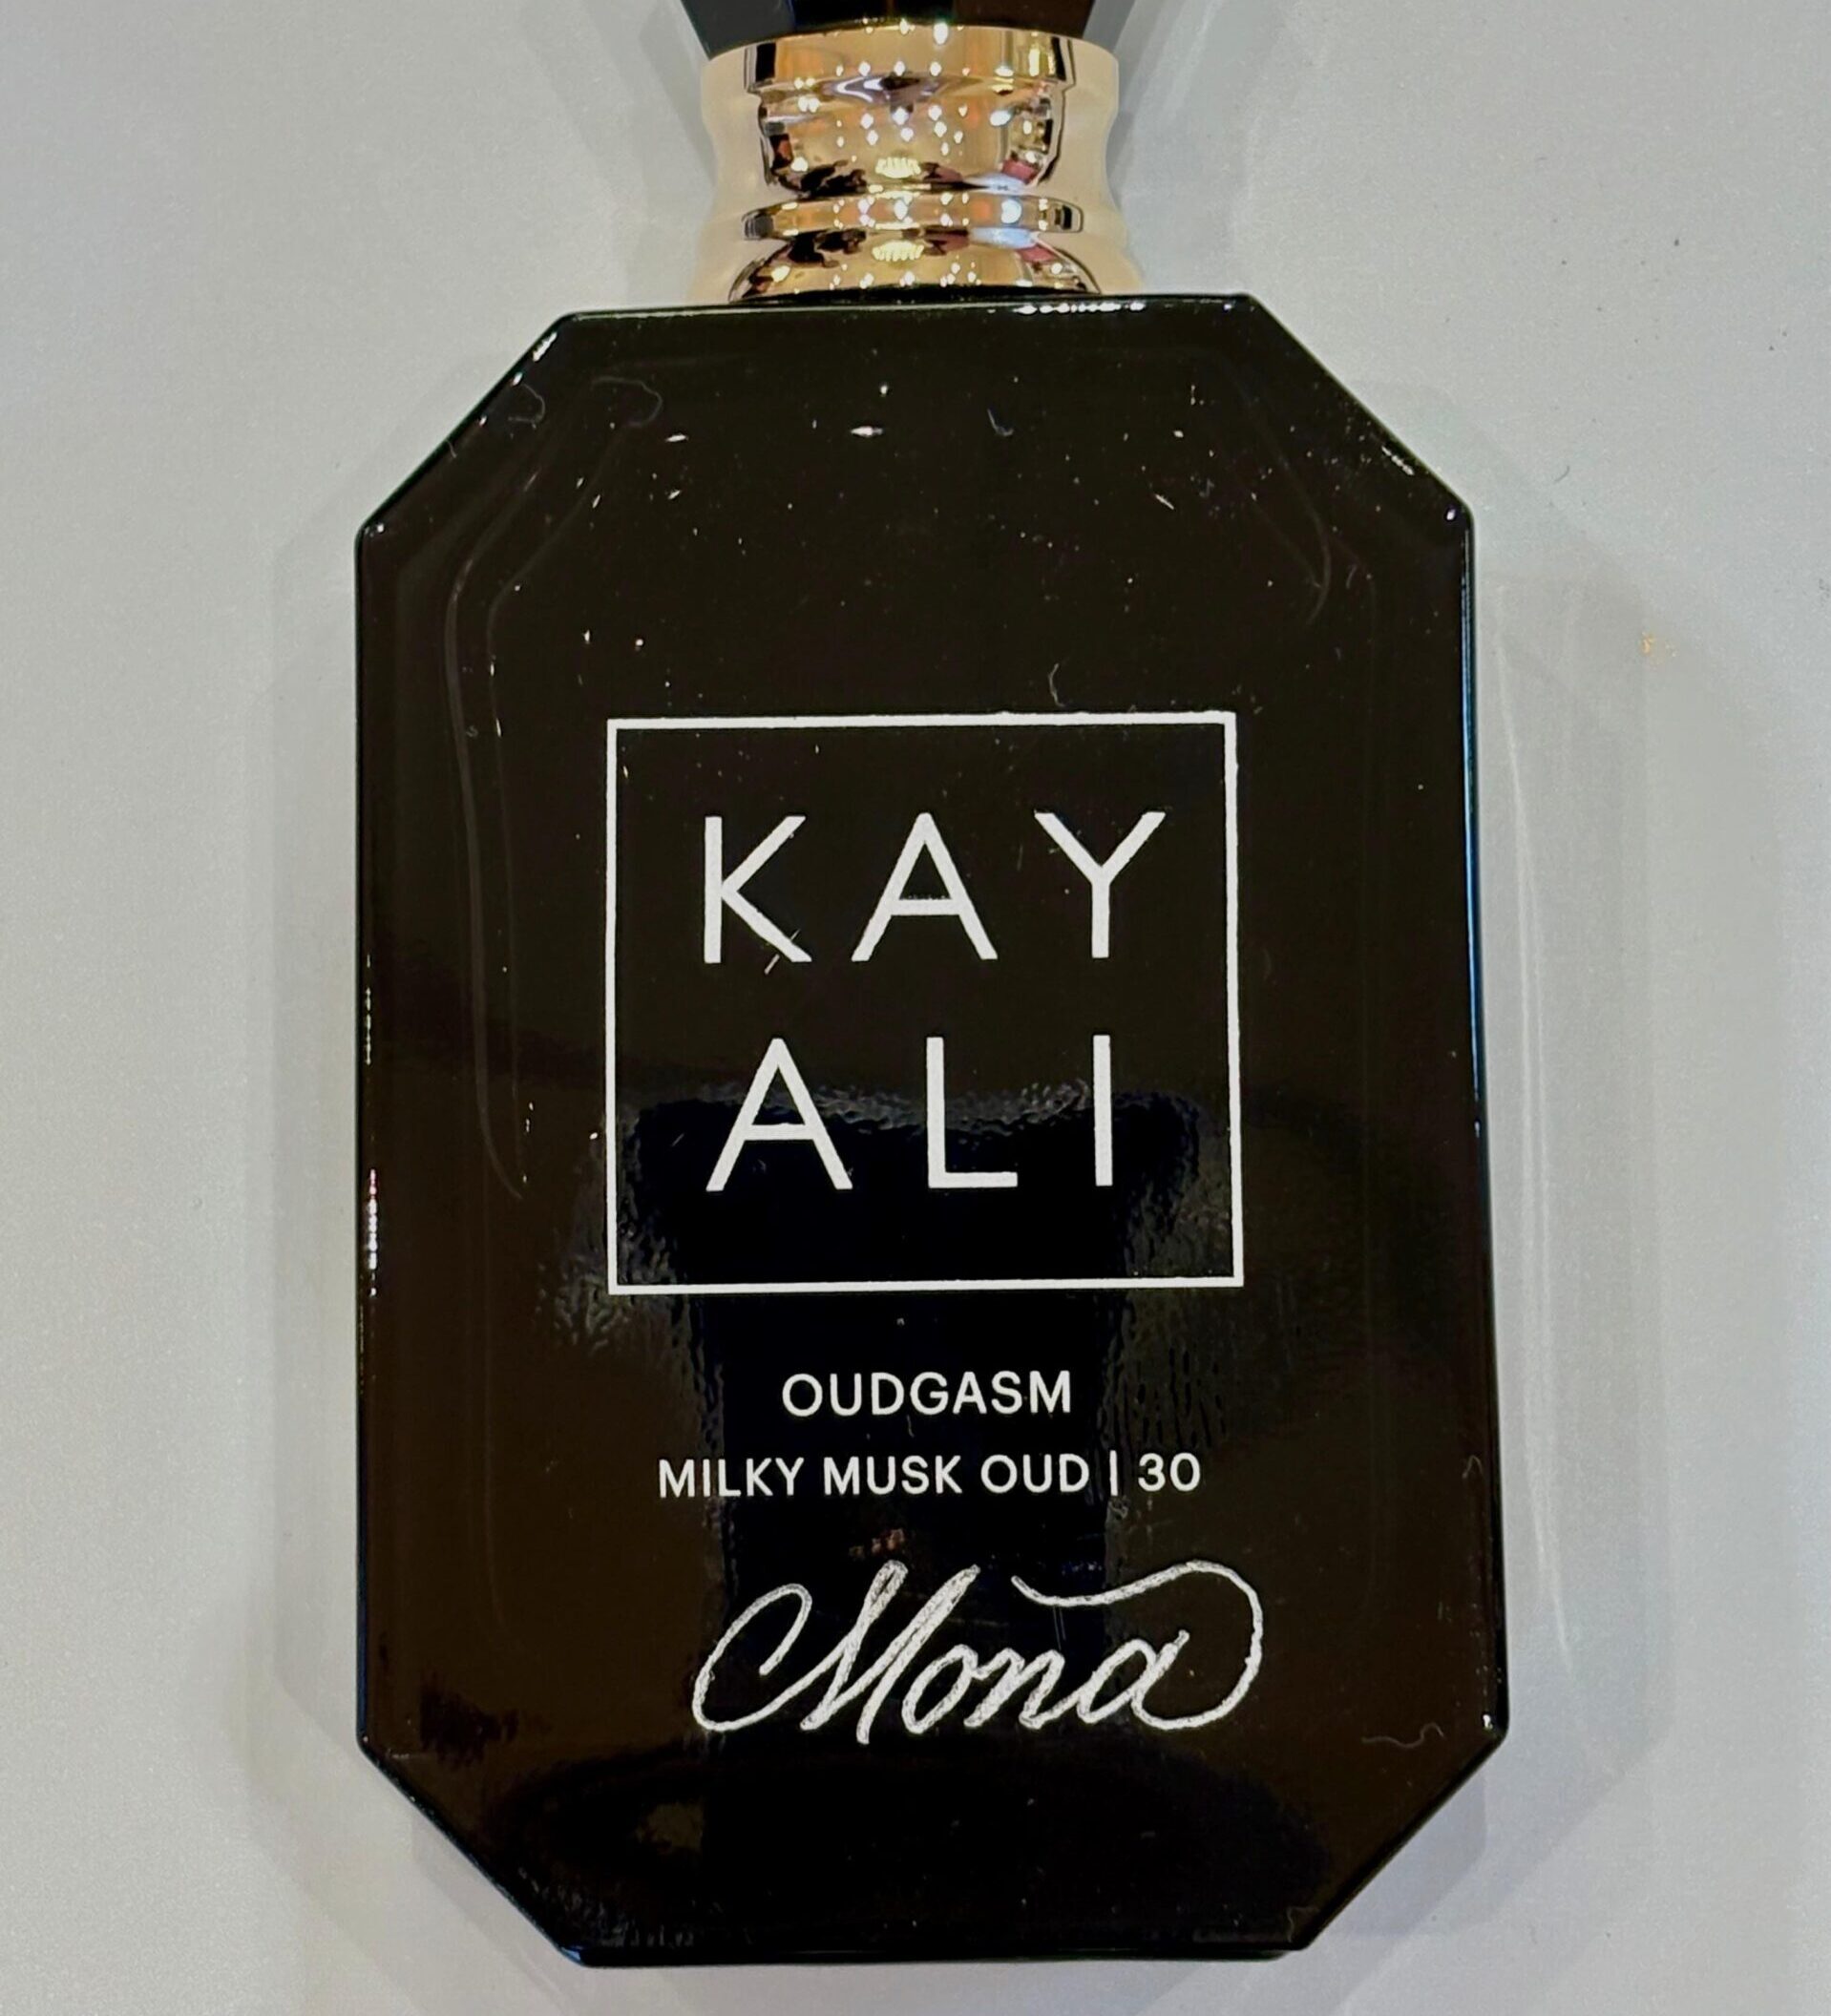 KAY
ALI
OUDGASM
MILKY MUSK OUD | 30
Mona